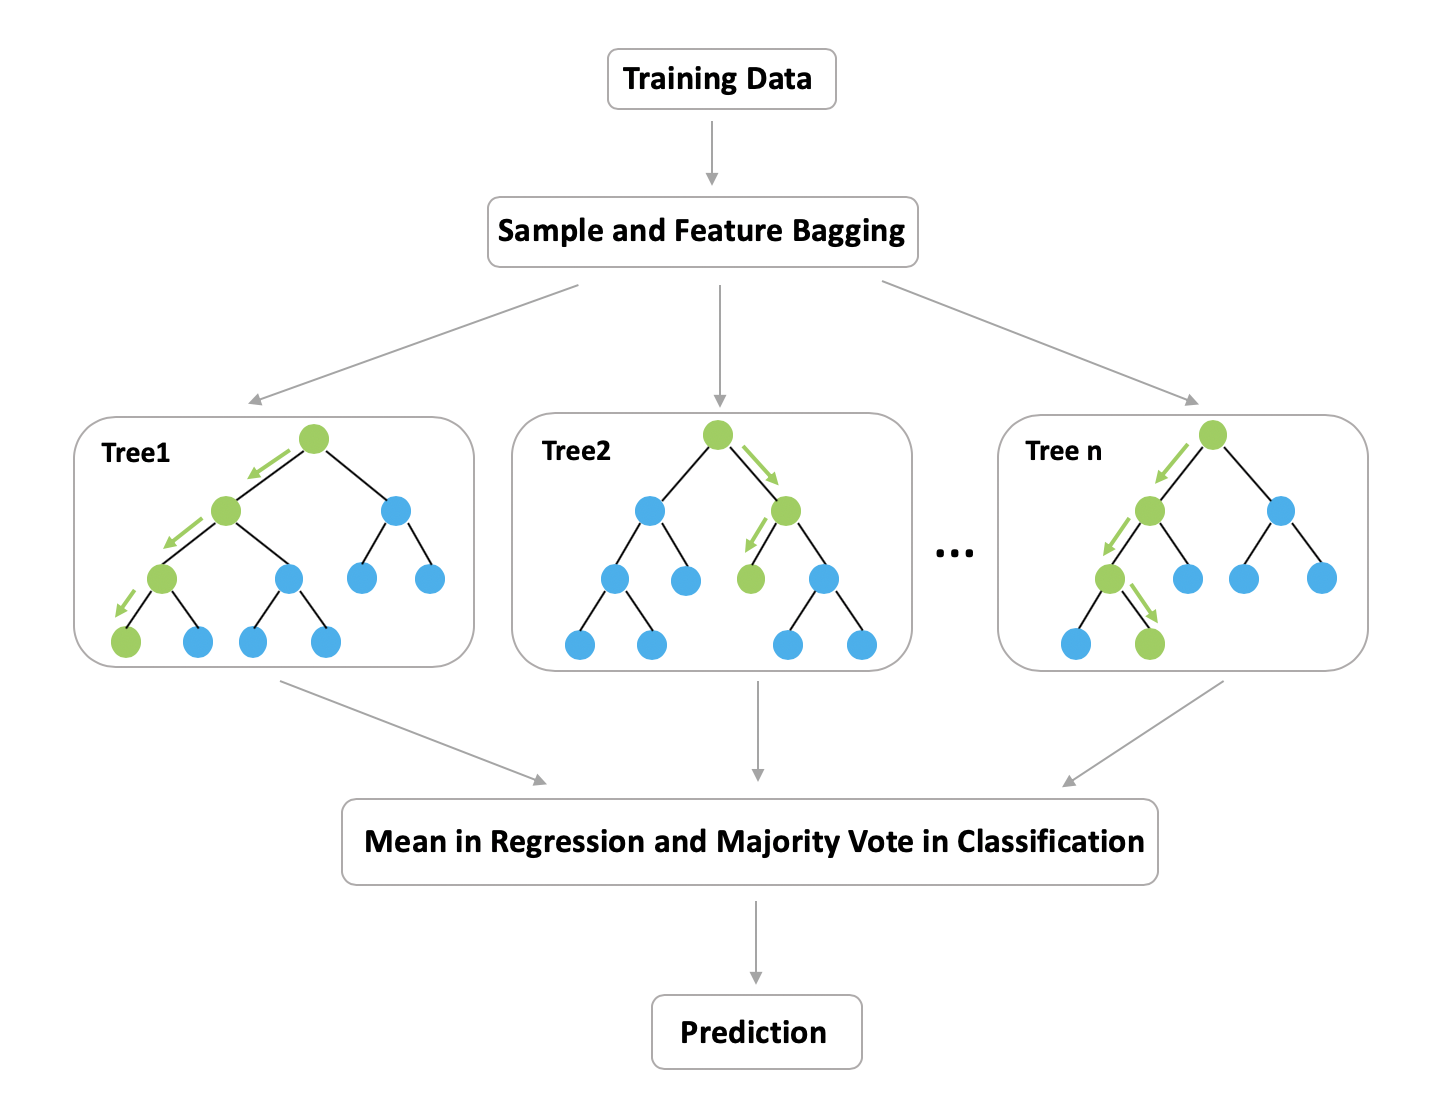 Training Data
Sample and Feature Bagging
Tree1
Tree2
Tree n
...
Mean in Regression and Majority Vote in Classification
Prediction